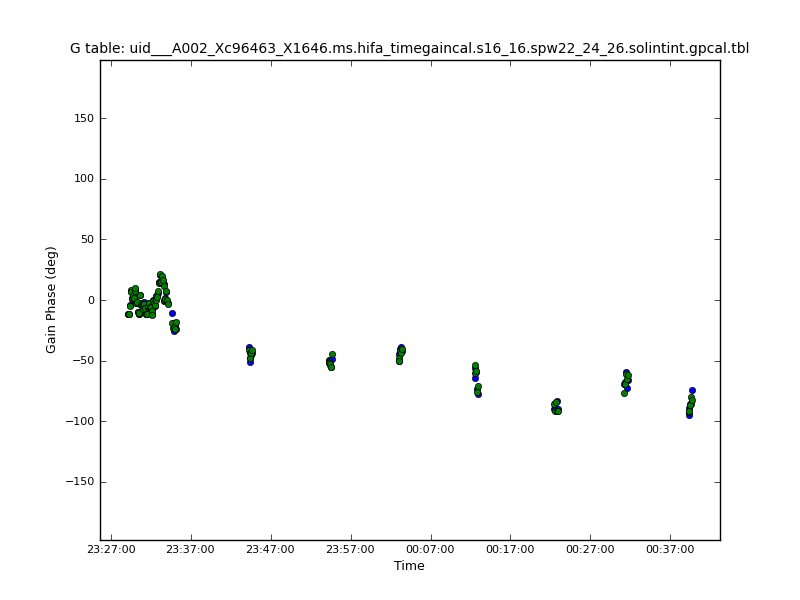 G table: uid___A002_Xc96463_X1646.ms.hifa_timegaincal.s16_16.spw22_24_26.solintint.gpcal.tbl
150
100
50
0
−50
−100
−150
Gain Phase (deg)
23:27:00 23:37:00 23:47:00 23:57:00 00:07:00 00:17:00 00:27:00 00:37:00
Time